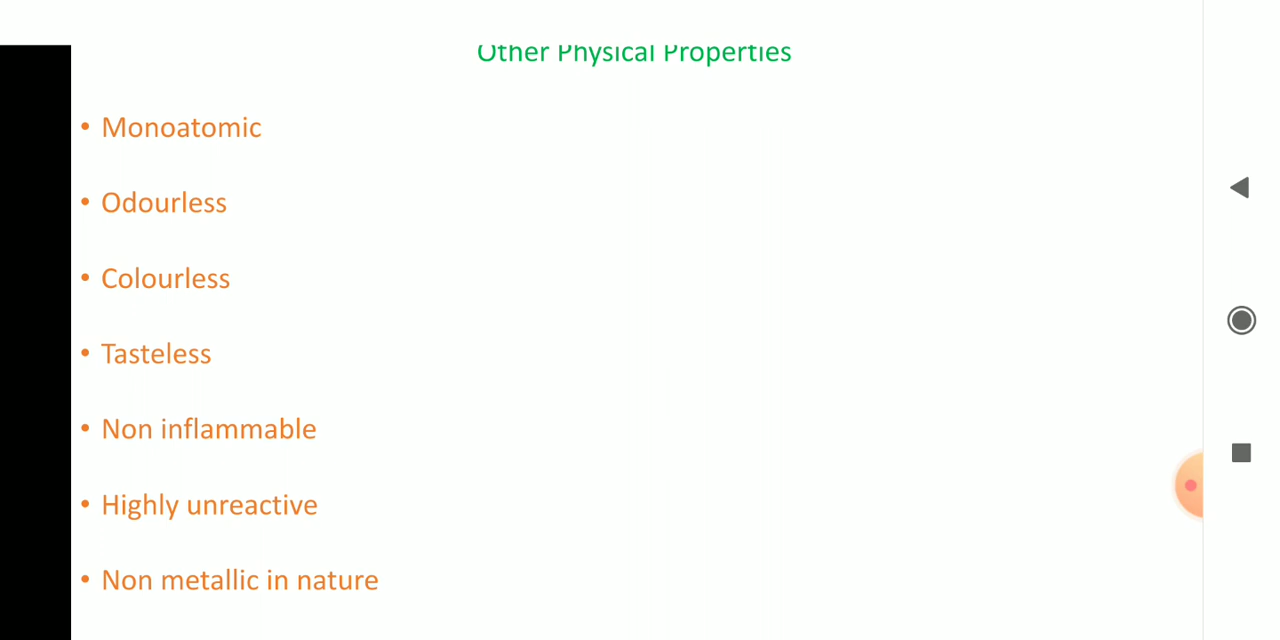 Other Physical Properties
• Monoatomic
• Odourless
• Colourless
• Tasteless
• Non inflammable
• Highly unreactive
• Non metallic in nature